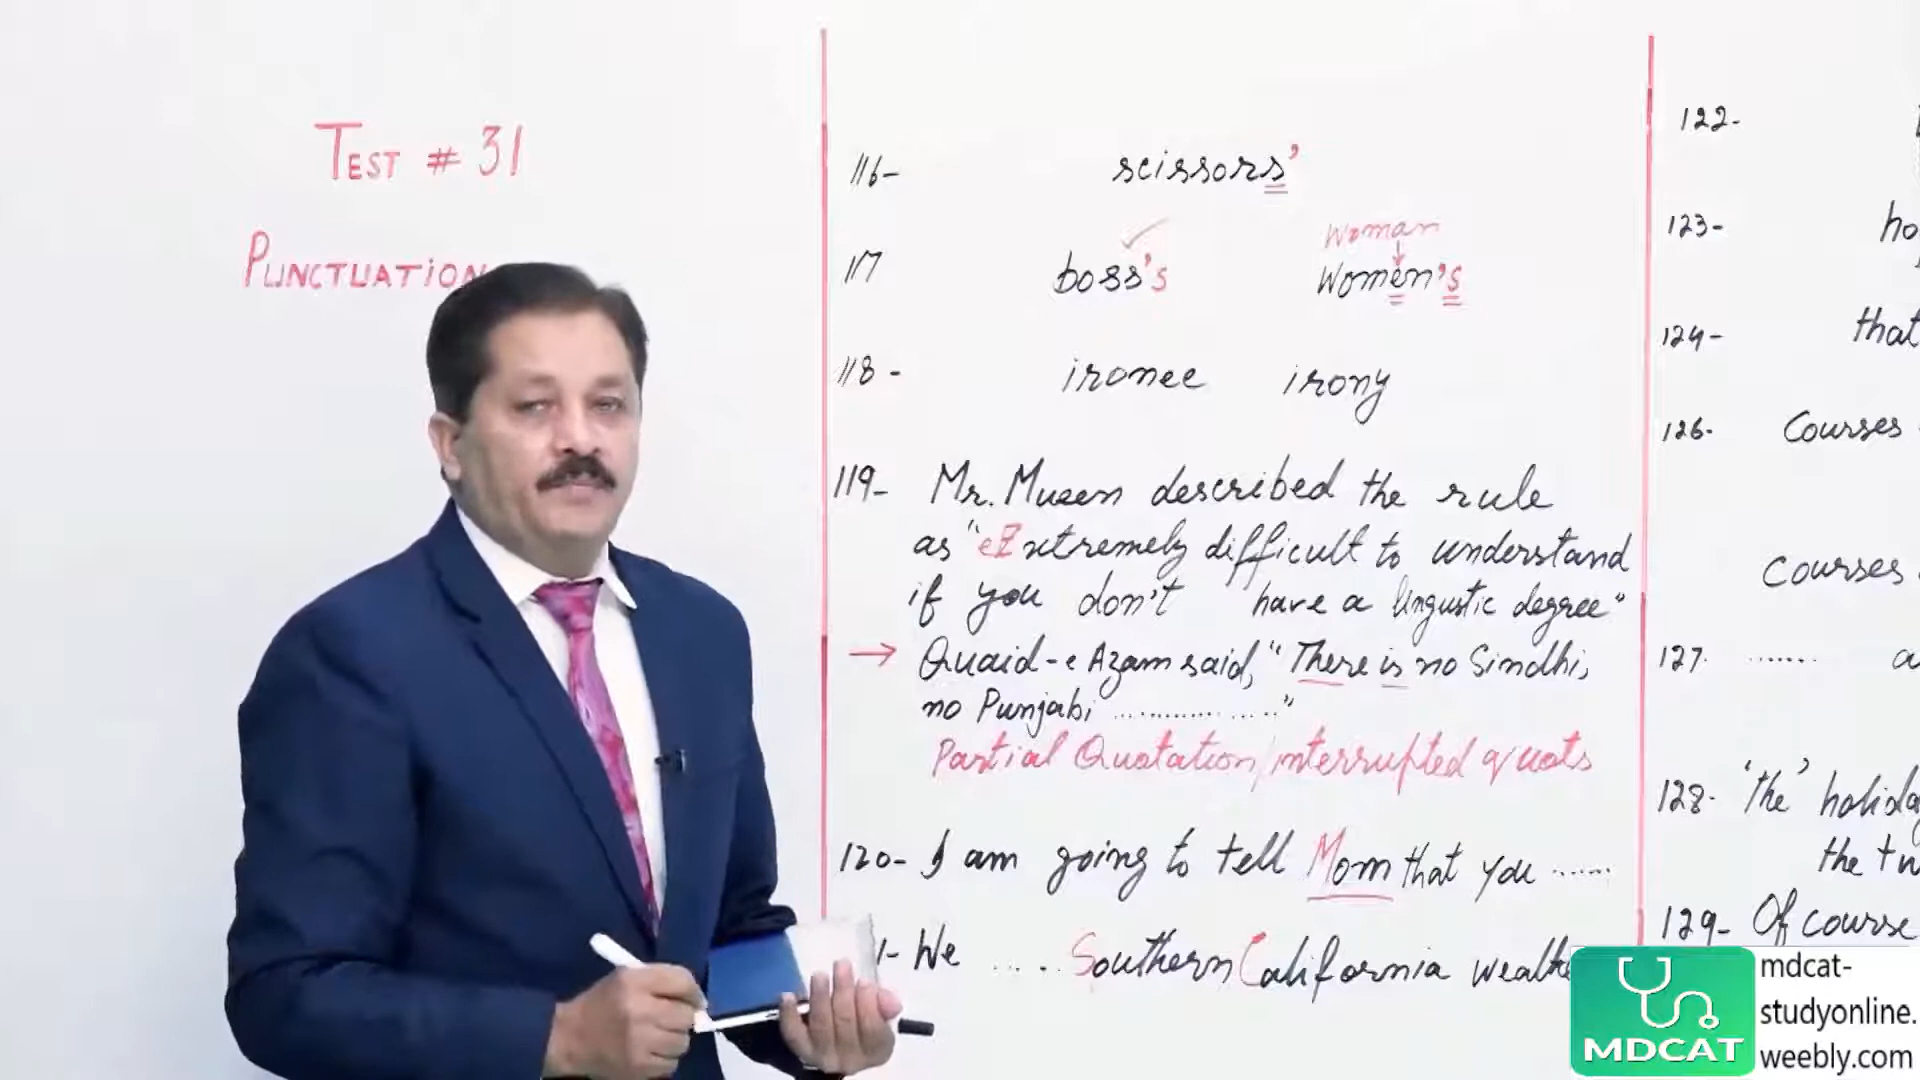 TEST # 31
PUNCTUATION
116- scissors'
117 boss's woman women's
118 - ironee irony
119- Mr. Mueen described the rule
as "extremely difficult to understand
if you don't have a lingustic degree"
→ Quaid-e Azam said, "There is no Sindhi,
no Punjabi ................"
Partial Quotation/interrupted quots
120- I am going to tell Mom that you ......
1- We .... Southern California
122-
123- ho
124- that
126- Courses
Courses
127. ......
128- 'the' holida
the tw
129- Of course
MDCAT
mdcat-
studyonline.
weebly.com